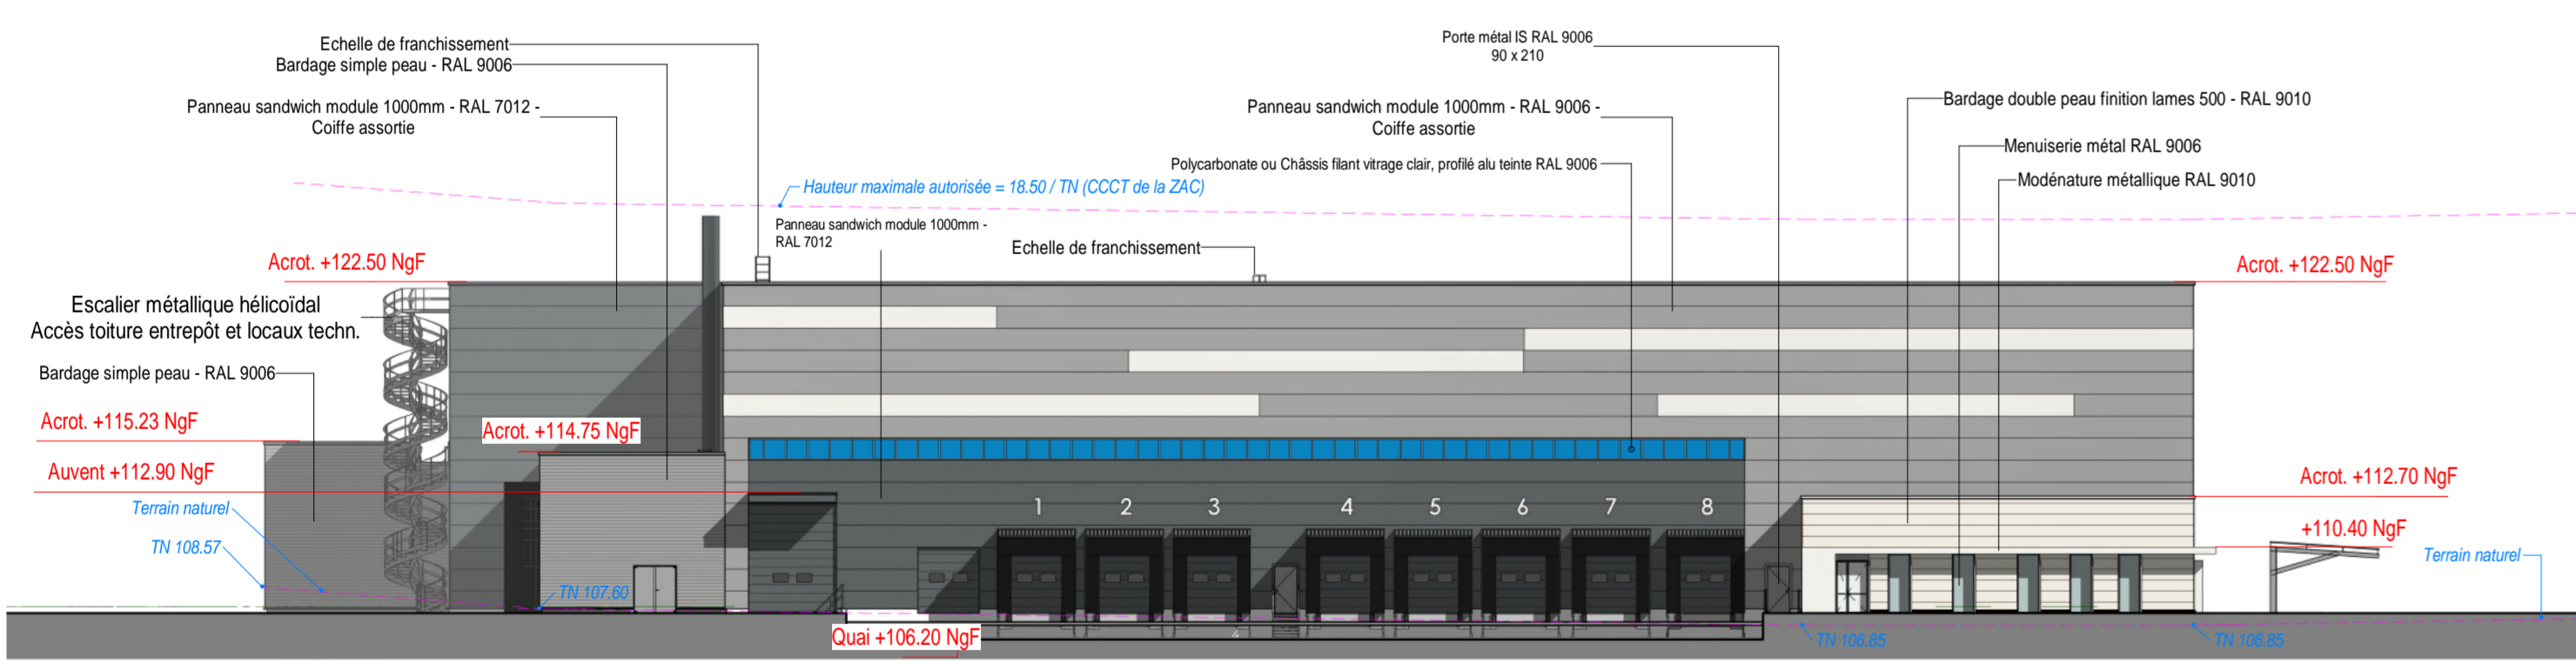 Echelle de franchissement
Bardage simple peau - RAL 9006
Panneau sandwich module 1000mm - RAL 7012 -
Coiffe assortie
Porte métal IS RAL 9006
90 x 210
Panneau sandwich module 1000mm - RAL 9006 -
Coiffe assortie
Polycarbonate ou Châssis filant vitrage clair, profilé alu teinte RAL 9006
Bardage double peau finition lames 500 - RAL 9010
Menuiserie métal RAL 9006
Modénature métallique RAL 9010
Hauteur maximale autorisée = 18.50 / TN (CCCT de la ZAC)
Panneau sandwich module 1000mm -
RAL 7012
Echelle de franchissement
Acrot. +122.50 NgF
Acrot. +122.50 NgF
Escalier métallique hélicoïdal
Accès toiture entrepôt et locaux techn.
Bardage simple peau - RAL 9006
Acrot. +115.23 NgF
Acrot. +114.75 NgF
Auvent +112.90 NgF
Acrot. +112.70 NgF
Terrain naturel
1 2 3 4 5 6 7 8
+110.40 NgF
TN 108.57
Terrain naturel
TN 107.60
Quai +106.20 NgF
TN 106.85
TN 106.85